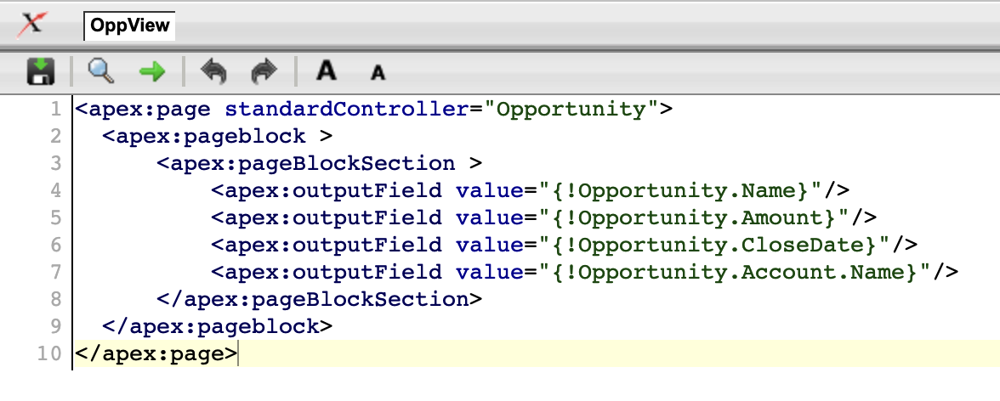 OppView
A A
1 <apex:page standardController="Opportunity">
2   <apex:pageblock >
3       <apex:pageBlockSection >
4           <apex:outputField value="{!Opportunity.Name}"/>
5           <apex:outputField value="{!Opportunity.Amount}"/>
6           <apex:outputField value="{!Opportunity.CloseDate}"/>
7           <apex:outputField value="{!Opportunity.Account.Name}"/>
8       </apex:pageBlockSection>
9   </apex:pageblock>
10 </apex:page>